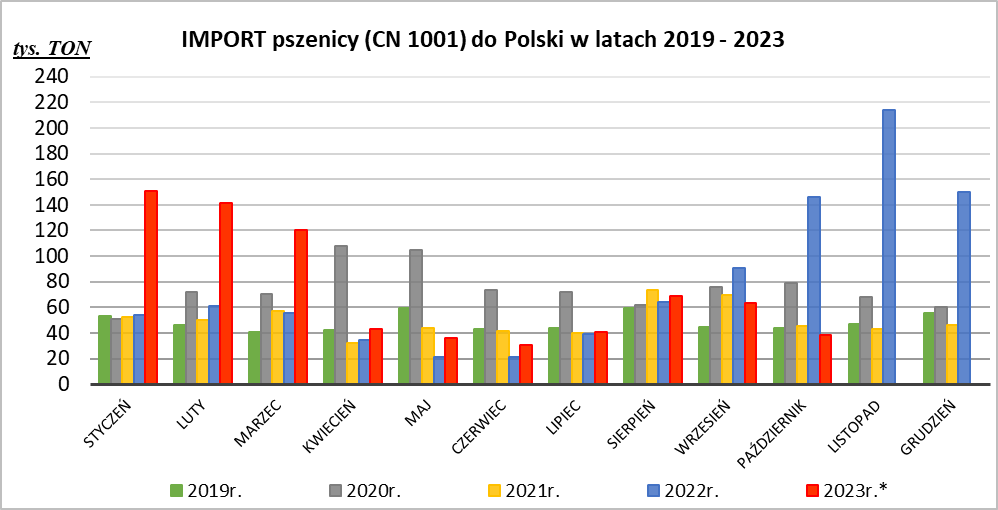 IMPORT pszenicy (CN 1001) do Polski w latach 2019 - 2023
tys. TON
240
220
200
180
160
140
120
100
80
60
40
20
0
STYCZEŃ
LUTY
MARZEC
KWIECIEŃ
MAJ
CZERWIEC
LIPIEC
SIERPIEŃ
WRZESIEŃ
PAŹDZIERNIK
LISTOPAD
GRUDZIEŃ
2019r. 2020r. 2021r. 2022r. 2023r.*